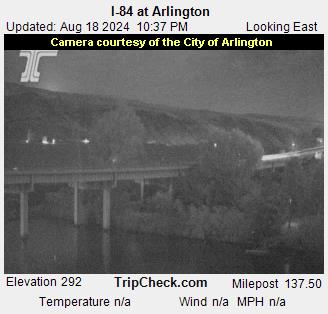 I-84 at Arlington
Updated: Aug 18 2024 10:37 PM Looking East
Camera courtesy of the City of Arlington
Elevation 292 TripCheck.com Milepost 137.50
Temperature n/a Wind n/a MPH n/a